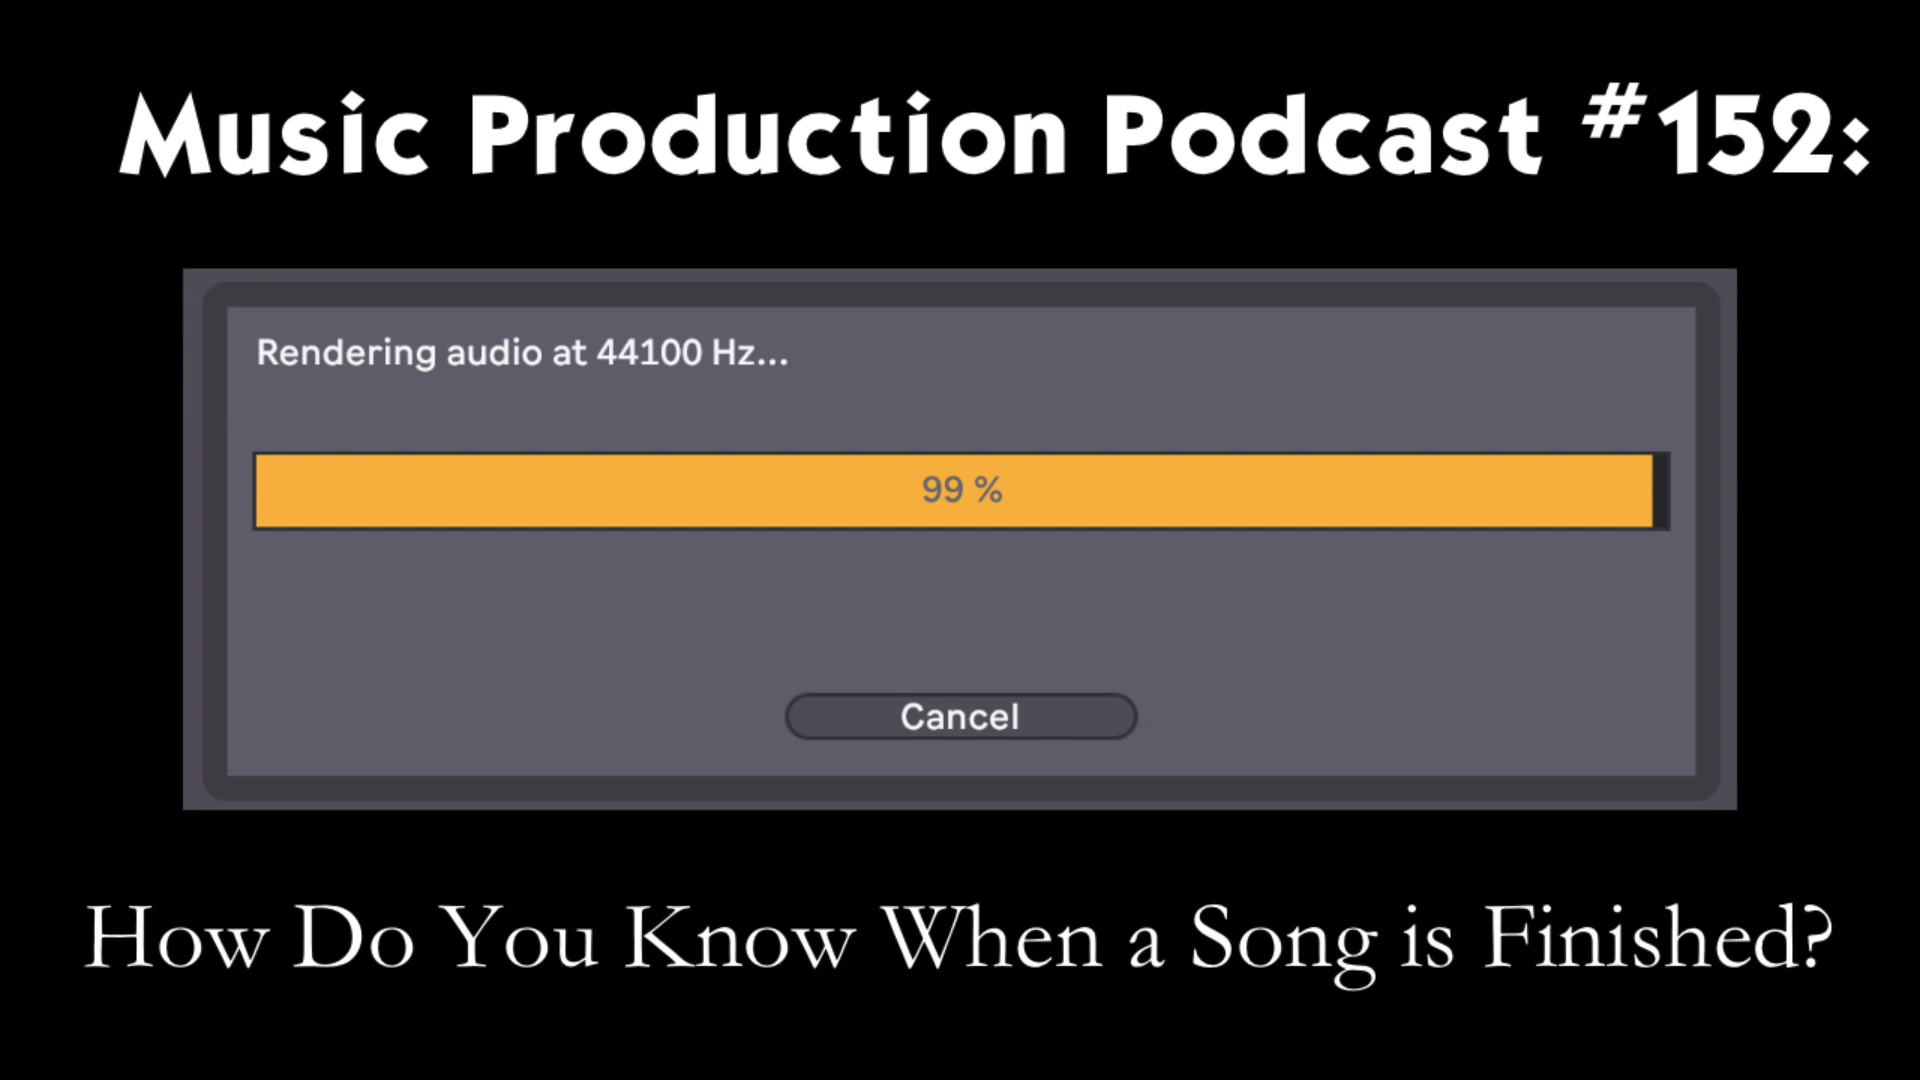 Music Production Podcast #152:
Rendering audio at 44100 Hz...
99 %
Cancel
How Do You Know When a Song is Finished?